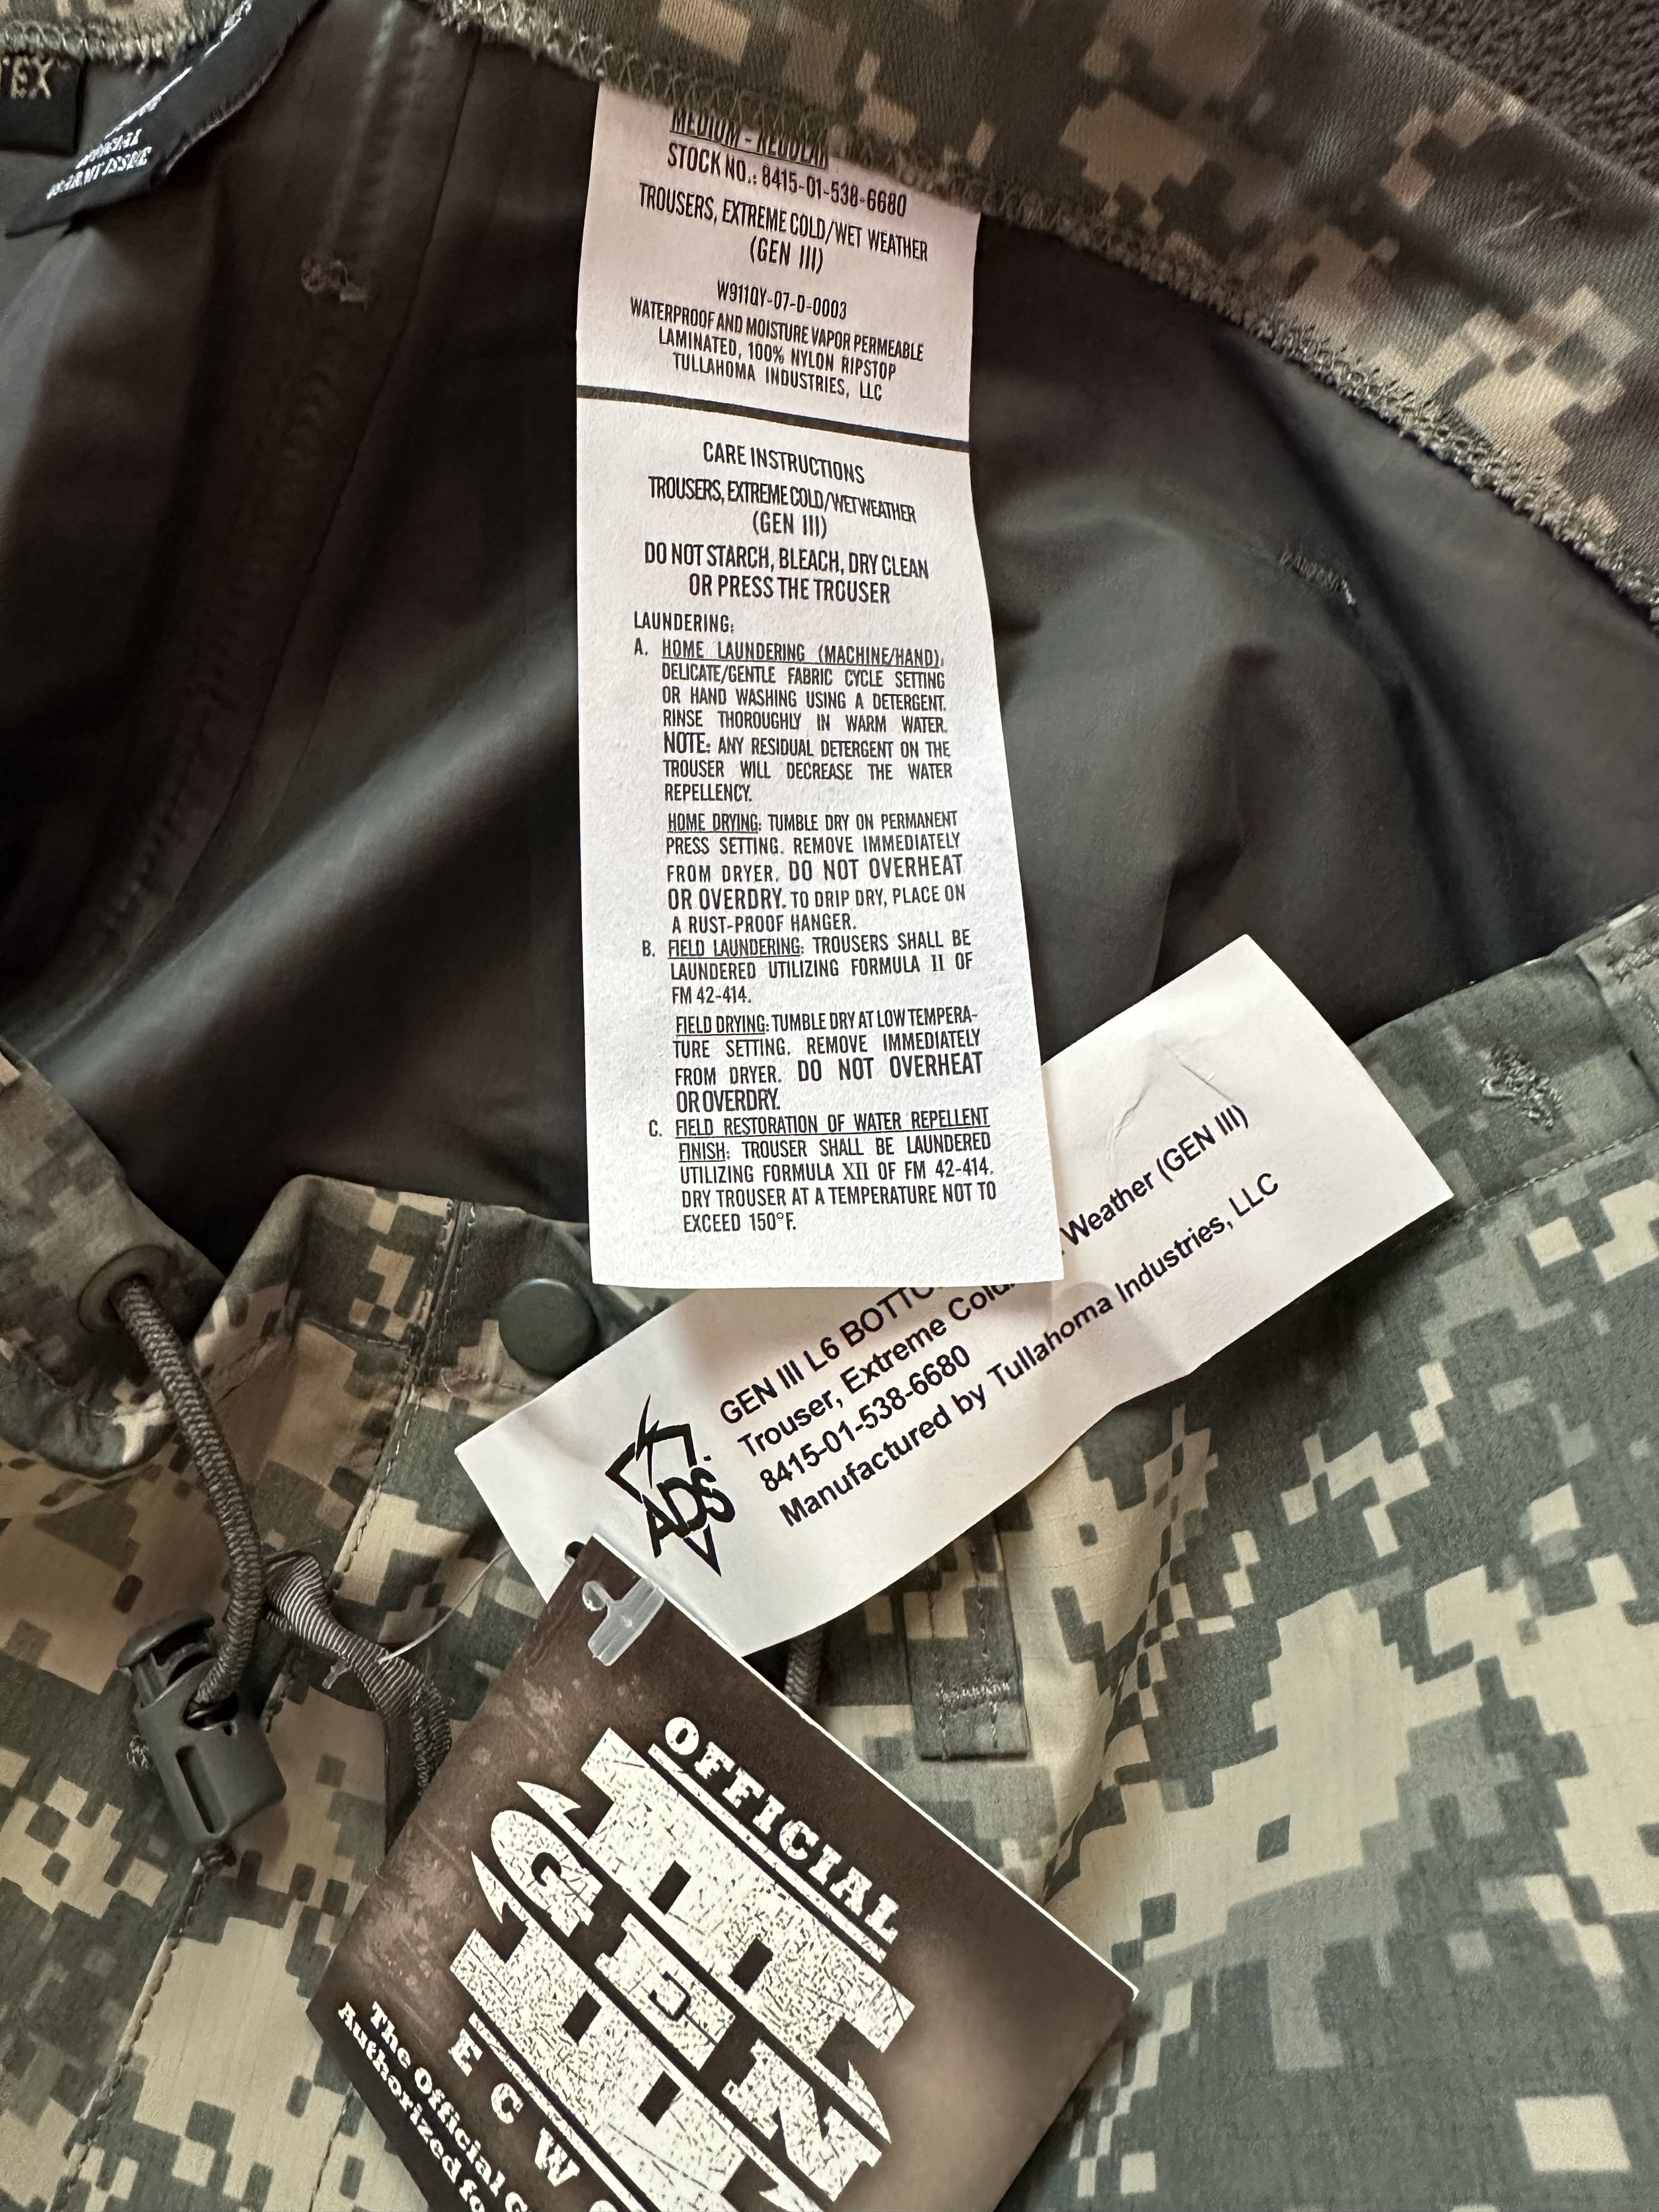 TEX
MEDIUM - REGULAR
STOCK NO.: 8415-01-538-6680
TROUSERS, EXTREME COLD/WET WEATHER
(GEN III)
W911QY-07-D-0003
WATERPROOF AND MOISTURE VAPOR PERMEABLE
LAMINATED, 100% NYLON RIPSTOP
TULLAHOMA INDUSTRIES, LLC
CARE INSTRUCTIONS
TROUSERS, EXTREME COLD/WET WEATHER
(GEN III)
DO NOT STARCH, BLEACH, DRY CLEAN
OR PRESS THE TROUSER
LAUNDERING:
A. HOME LAUNDERING (MACHINE/HAND),
DELICATE/GENTLE FABRIC CYCLE SETTING
OR HAND WASHING USING A DETERGENT.
RINSE THOROUGHLY IN WARM WATER.
NOTE: ANY RESIDUAL DETERGENT ON THE
TROUSER WILL DECREASE THE WATER
REPELLENCY.
HOME DRYING: TUMBLE DRY ON PERMANENT
PRESS SETTING. REMOVE IMMEDIATELY
FROM DRYER. DO NOT OVERHEAT
OR OVERDRY. TO DRIP DRY, PLACE ON
A RUST-PROOF HANGER.
B. FIELD LAUNDERING: TROUSERS SHALL BE
LAUNDERED UTILIZING FORMULA II OF
FM 42-414.
FIELD DRYING: TUMBLE DRY AT LOW TEMPERA-
TURE SETTING. REMOVE IMMEDIATELY
FROM DRYER. DO NOT OVERHEAT
OR OVERDRY.
C. FIELD RESTORATION OF WATER REPELLENT
FINISH: TROUSER SHALL BE LAUNDERED
UTILIZING FORMULA XII OF FM 42-414.
DRY TROUSER AT A TEMPERATURE NOT TO
EXCEED 150°F.
ADS
GEN III L6 BOTTO
Trouser, Extreme Cold Weather (GEN III)
8415-01-538-6680
Manufactured by Tullahoma Industries, LLC
OFFICIAL
GEN
III
ECW
The Official
Authorized fo